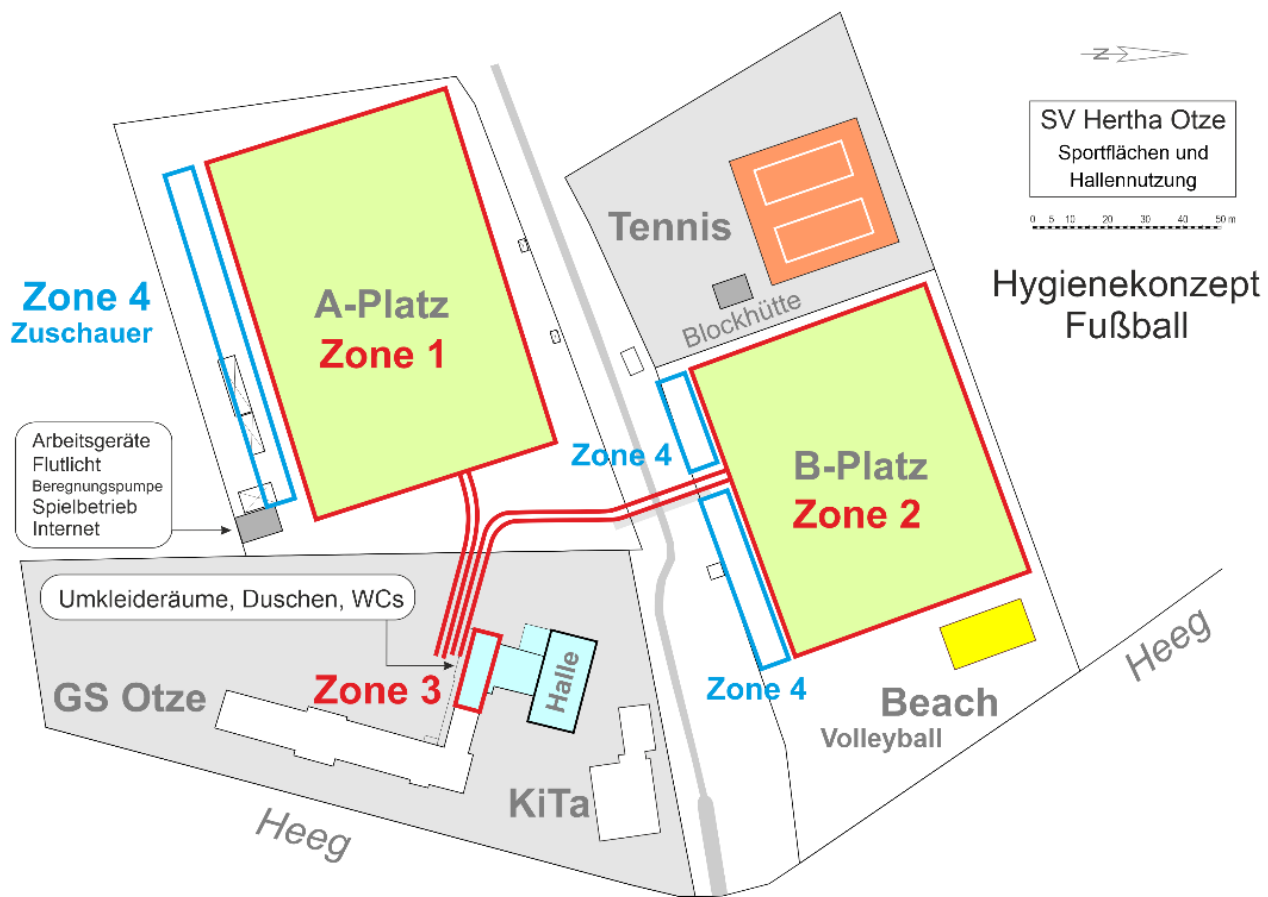 N
SV Hertha Otze
Sportflächen und
Hallennutzung
0 5 10 20 30 40 50 m
Hygienekonzept
Fußball
Tennis
Blockhütte
Zone 4
Zuschauer
A-Platz
Zone 1
Arbeitsgeräte
Flutlicht
Beregnungspumpe
Spielbetrieb
Internet
Zone 4
B-Platz
Zone 2
Umkleideräume, Duschen, WCs
Zone 3
Halle
GS Otze
Zone 4
Beach
Volleyball
Heeg
KiTa
Heeg